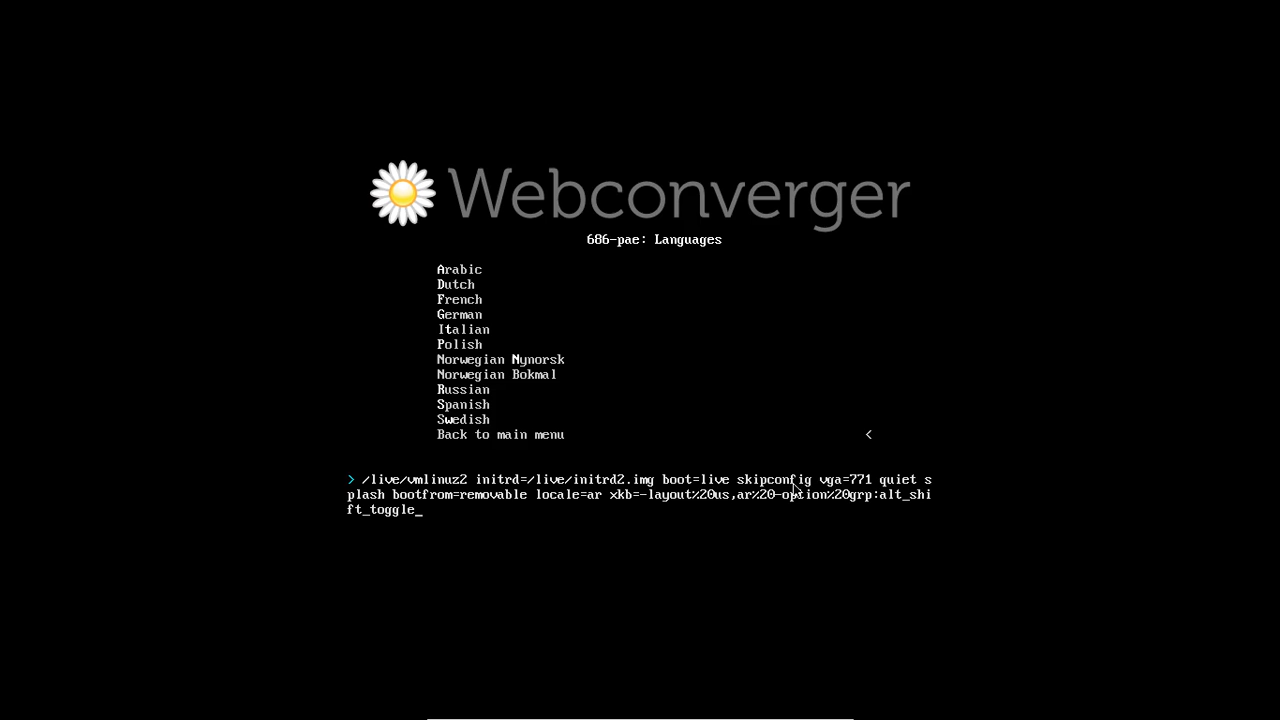 Webconverger
686-pae: Languages
Arabic
Dutch
French
German
Italian
Polish
Norwegian Nynorsk
Norwegian Bokmal
Russian
Spanish
Swedish
Back to main menu <
> /live/vmlinuz2 initrd=/live/initrd2.img boot=live skipconfig vga=771 quiet s
plash bootfrom=removable locale=ar xkb=-layout%20us,ar%20-option%20grp:alt_shi
ft_toggle_